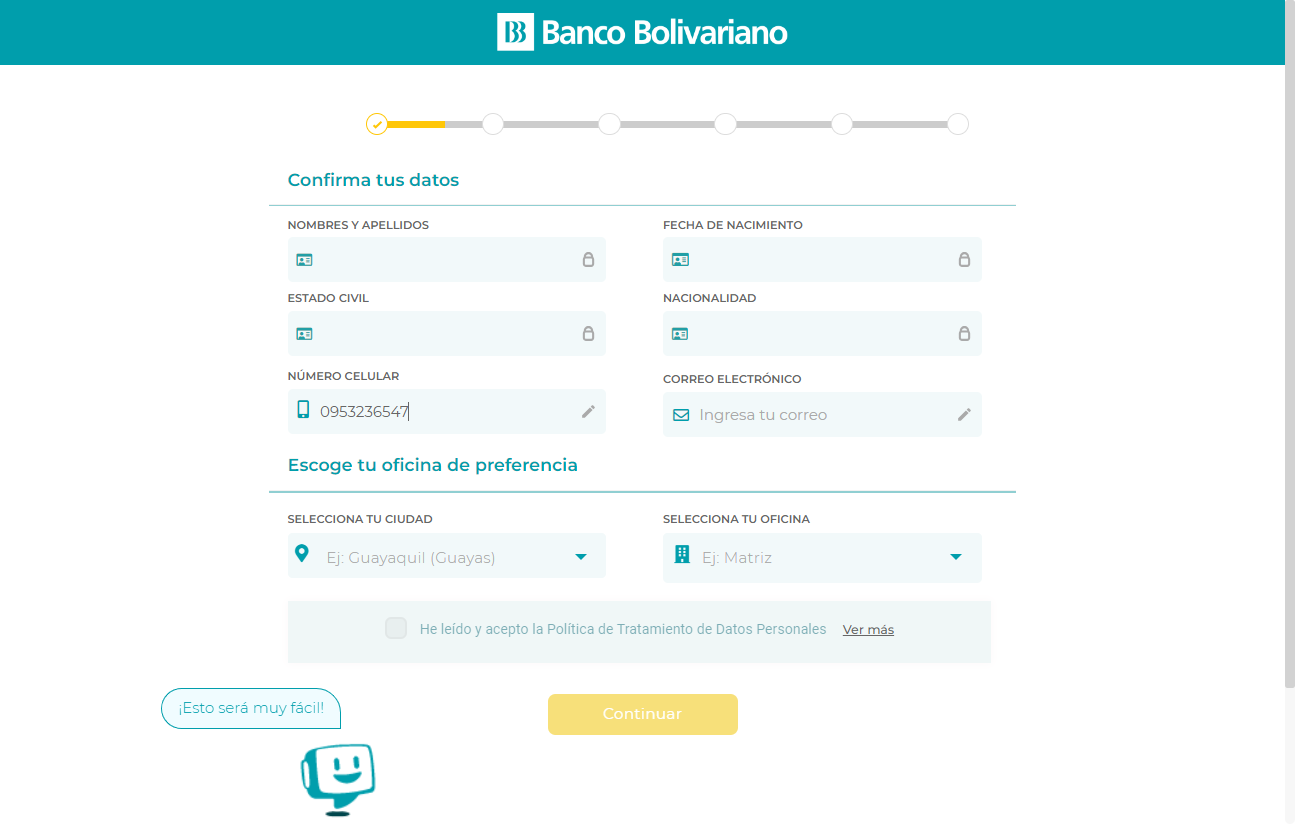 Banco Bolivariano
Confirma tus datos
NOMBRES Y APELLIDOS
FECHA DE NACIMIENTO
ESTADO CIVIL
NACIONALIDAD
NÚMERO CELULAR
0953236547
CORREO ELECTRÓNICO
Ingresa tu correo
Escoge tu oficina de preferencia
SELECCIONA TU CIUDAD
Ej: Guayaquil (Guayas)
SELECCIONA TU OFICINA
Ej: Matriz
He leído y acepto la Política de Tratamiento de Datos Personales Ver más
¡Esto será muy fácil!
Continuar